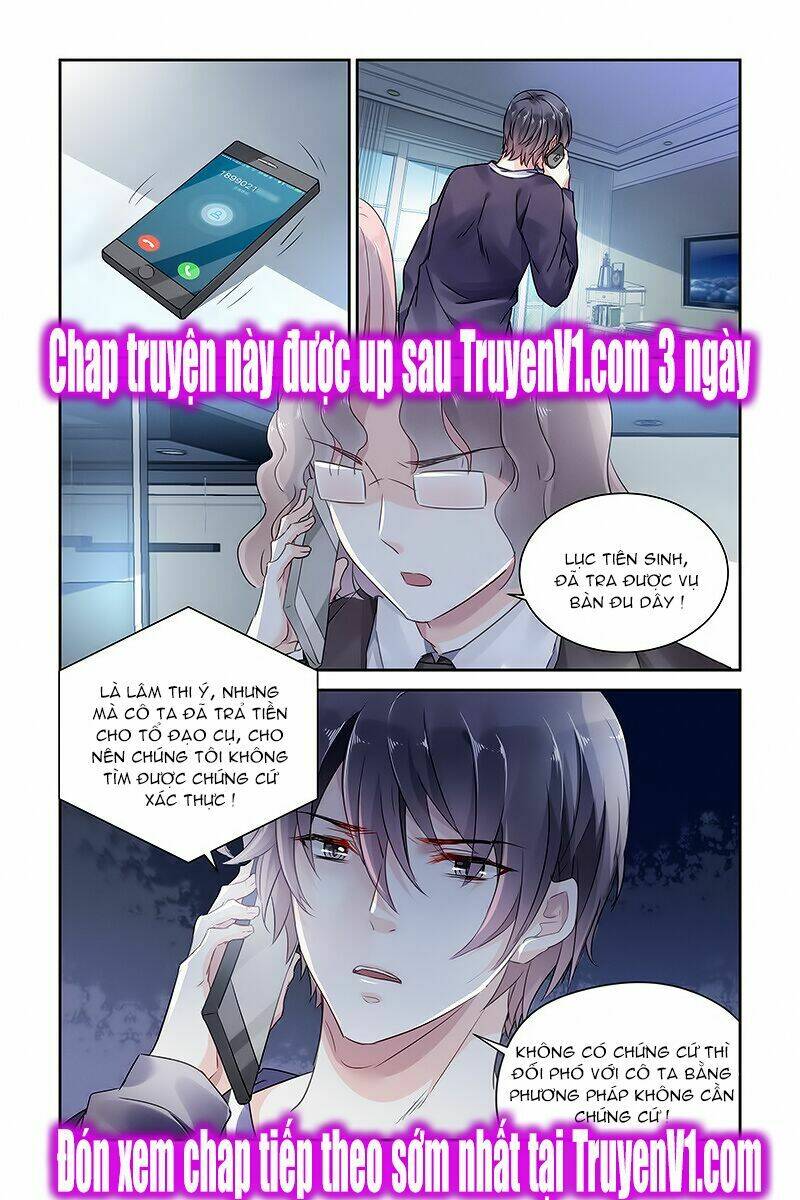 1899021
Chap truyện này được up sau TruyenV1.com 3 ngày
LỤC TIÊN SINH,
ĐÃ TRA ĐƯỢC VỤ
BÀN ĐU DÂY !
LÀ LÂM THI Ý, NHƯNG
MÀ CÔ TA ĐÃ TRẢ TIỀN
CHO TỔ ĐẠO CỤ, CHO
NÊN CHÚNG TÔI KHÔNG
TÌM ĐƯỢC CHỨNG CỨ
XÁC THỰC !
KHÔNG CÓ CHỨNG CỨ THÌ
ĐỐI PHÓ VỚI CÔ TA BẰNG
PHƯƠNG PHÁP KHÔNG CẦN
CHỨNG CỨ !
Đón xem chap tiếp theo sớm nhất tại TruyenV1.com